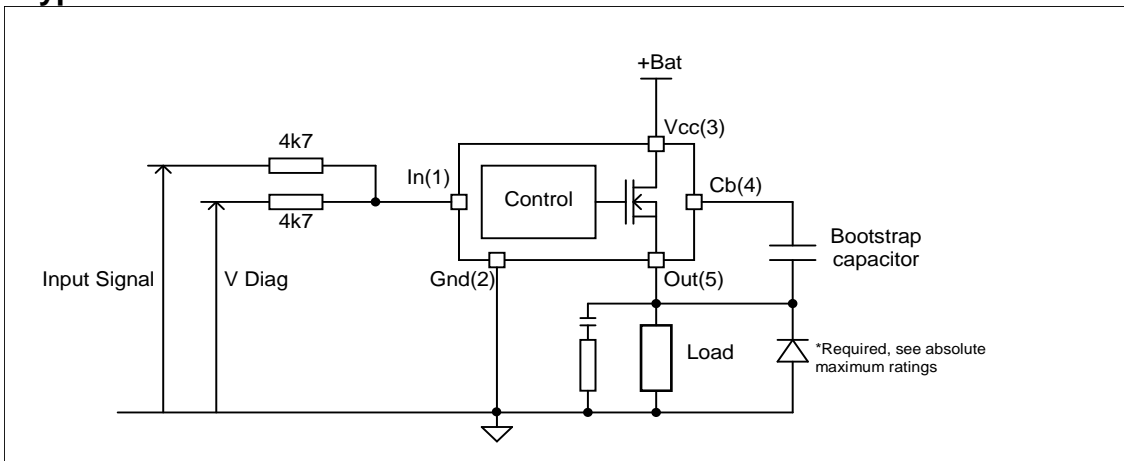 +Bat
Vcc(3)
4k7
In(1)
Cb(4)
Control
4k7
Bootstrap
capacitor
Input Signal
V Diag
Gnd(2)
Out(5)
Load
*Required, see absolute
maximum ratings